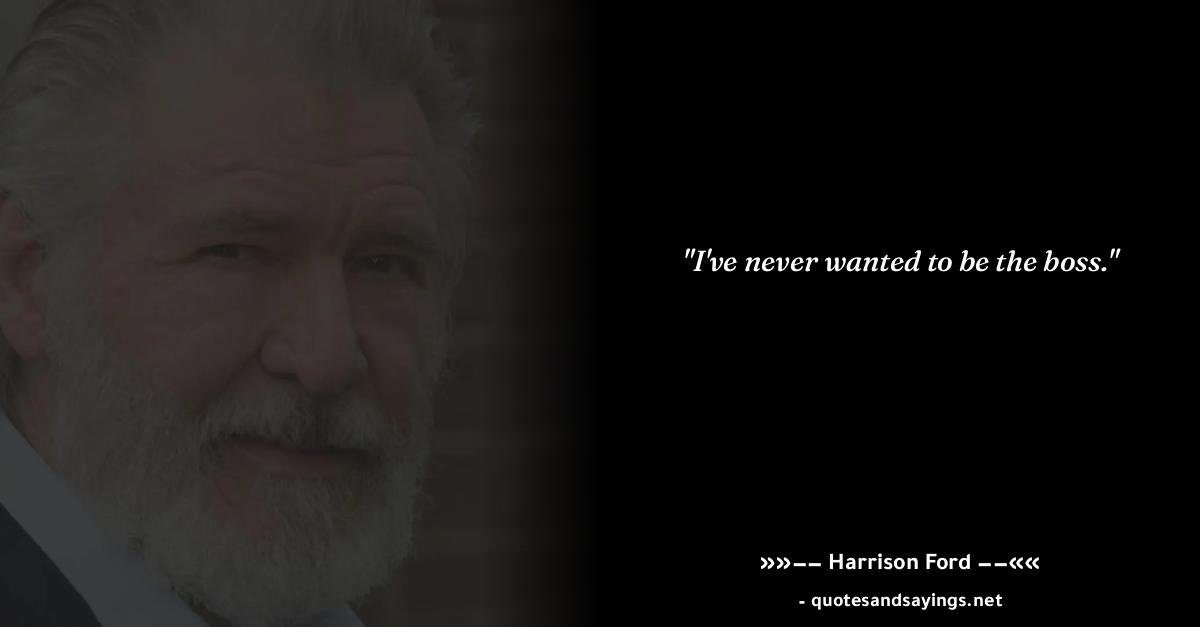 "I've never wanted to be the boss."
»»−− Harrison Ford −−««
- quotesandsayings.net